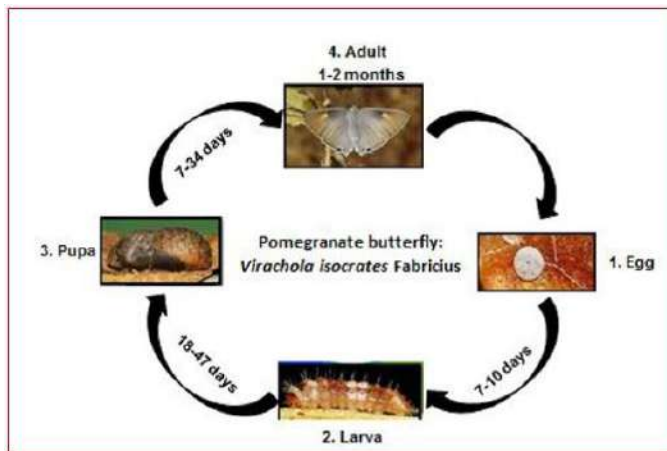 4. Adult
1-2 months
7-34 days
3. Pupa
Pomegranate butterfly:
Virachola isocrates Fabricius
1. Egg
18-47 days
7-10 days
2. Larva